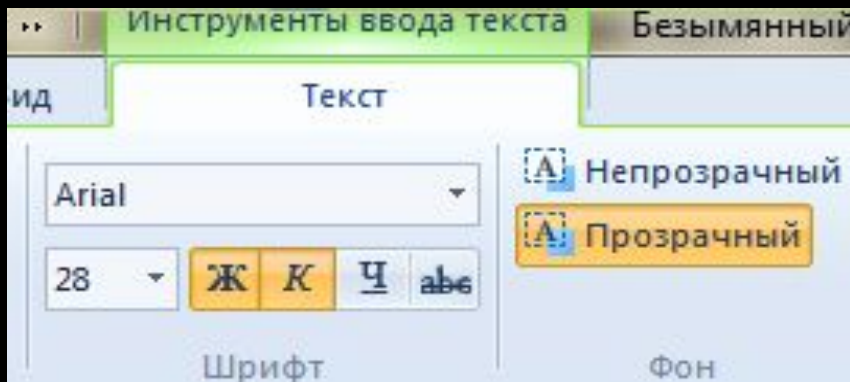 Инструменты ввода текста Безымянный
ид Текст
Arial
28 Ж К Ч abc
Шрифт
A Непрозрачный
A Прозрачный
Фон